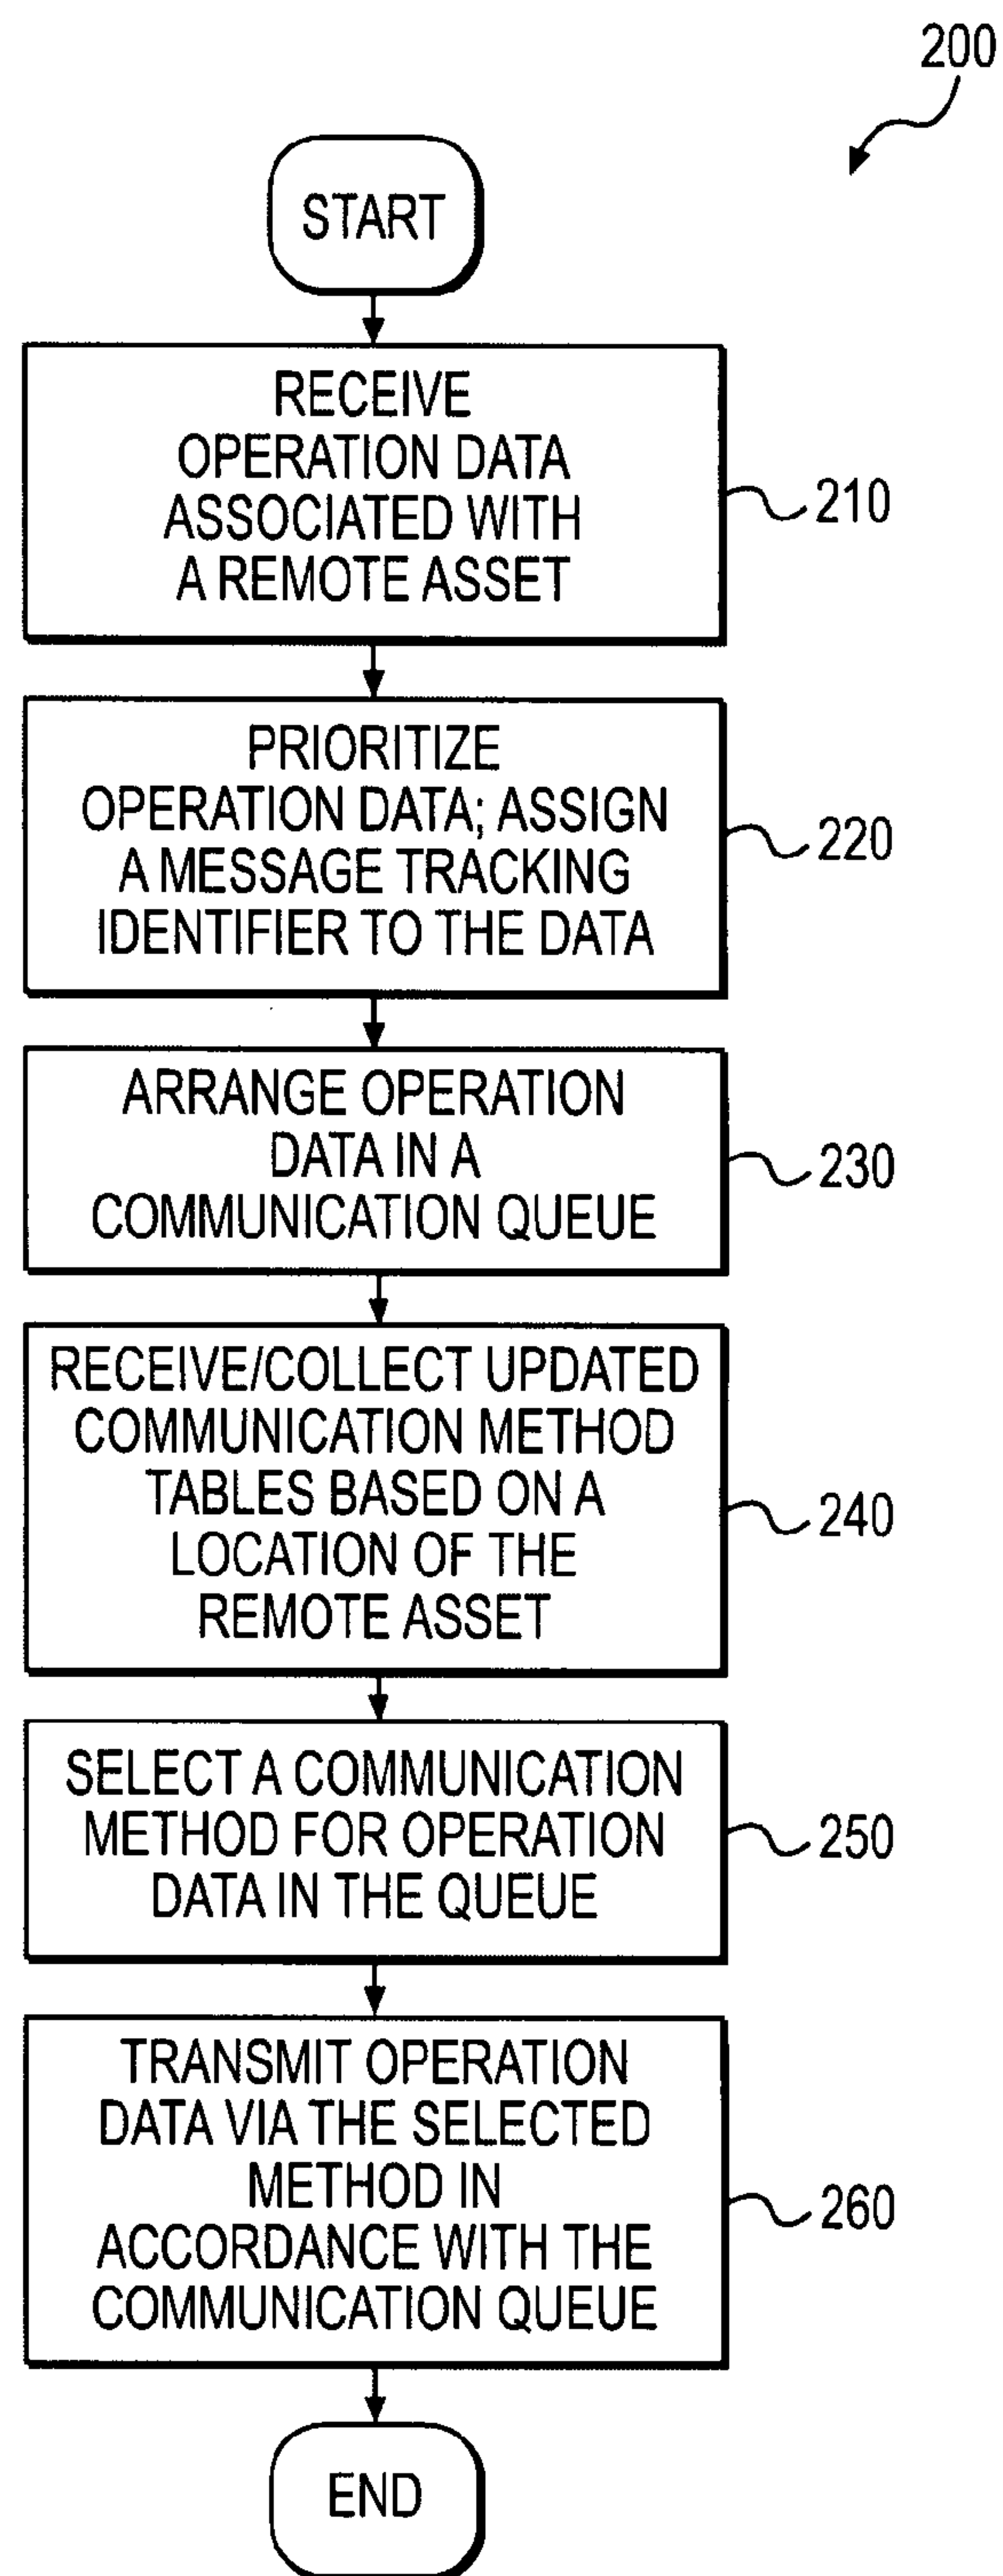 200
START
RECEIVE
OPERATION DATA
ASSOCIATED WITH
A REMOTE ASSET
210
PRIORITIZE
OPERATION DATA; ASSIGN
A MESSAGE TRACKING
IDENTIFIER TO THE DATA
220
ARRANGE OPERATION
DATA IN A
COMMUNICATION QUEUE
230
RECEIVE/COLLECT UPDATED
COMMUNICATION METHOD
TABLES BASED ON A
LOCATION OF THE
REMOTE ASSET
240
SELECT A COMMUNICATION
METHOD FOR OPERATION
DATA IN THE QUEUE
250
TRANSMIT OPERATION
DATA VIA THE SELECTED
METHOD IN
ACCORDANCE WITH THE
COMMUNICATION QUEUE
260
END